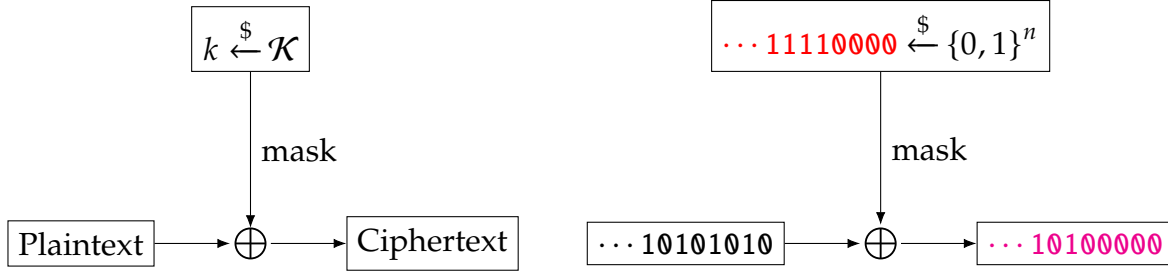 k ←$ 𝒦
··· 11110000 ←$ {0, 1}^n
mask
mask
Plaintext
⊕
Ciphertext
··· 10101010
⊕
··· 10100000